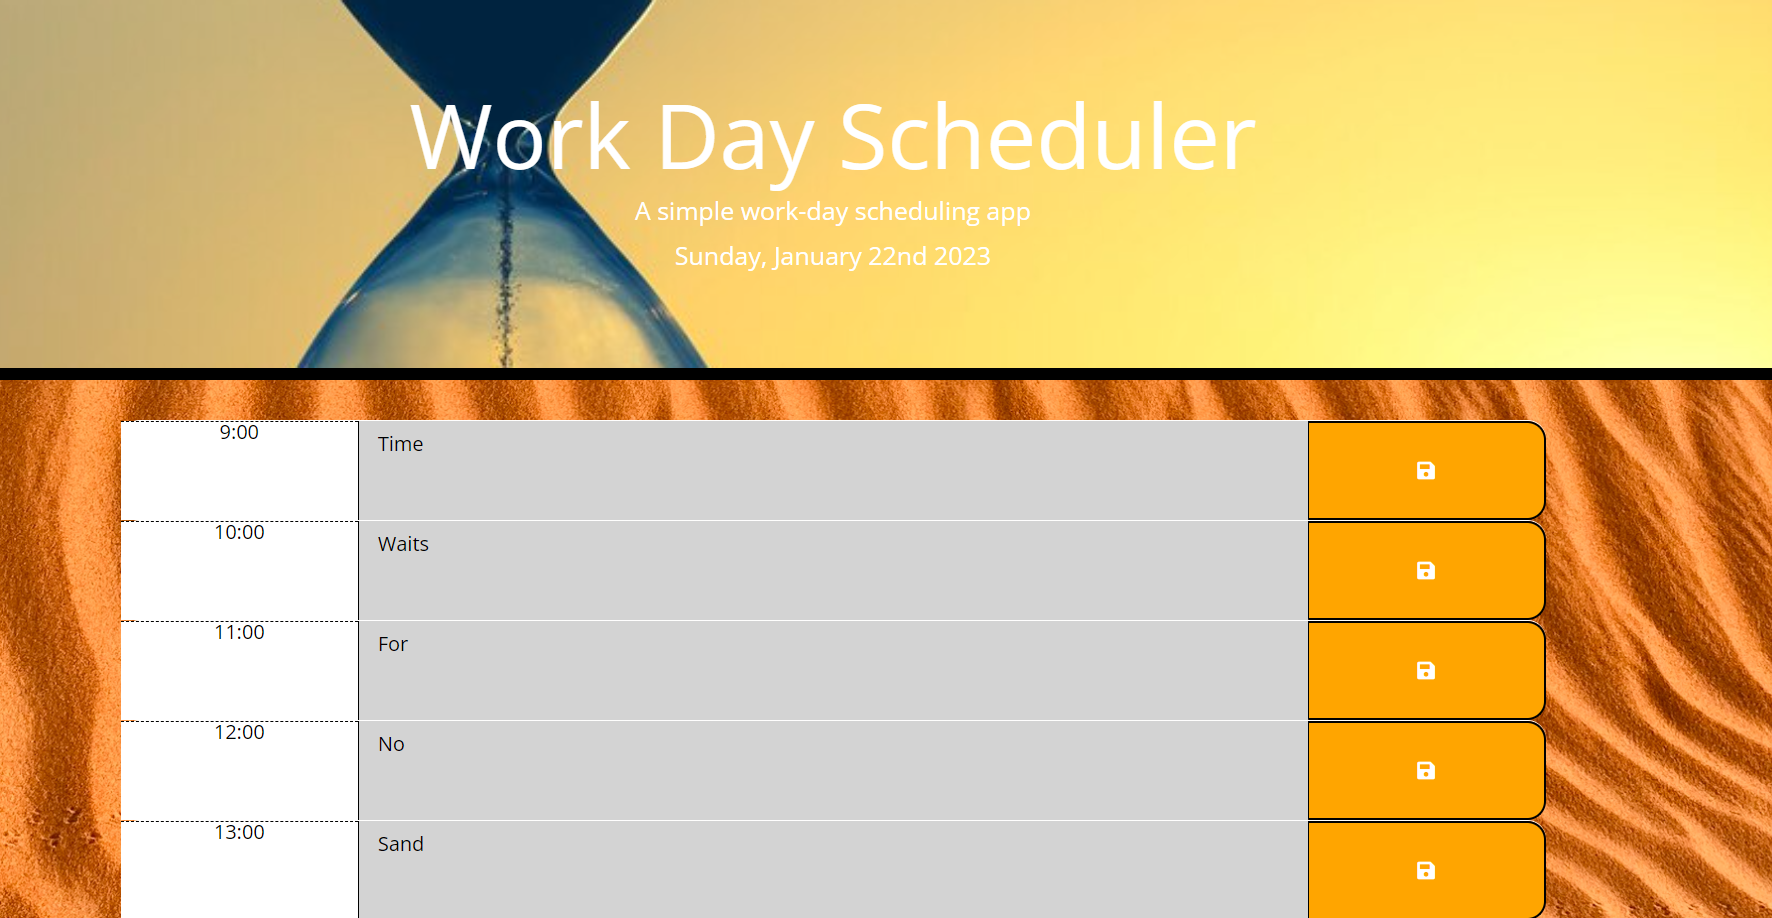 Work Day Scheduler
A simple work-day scheduling app
Sunday, January 22nd 2023
9:00 Time
10:00 Waits
11:00 For
12:00 No
13:00 Sand